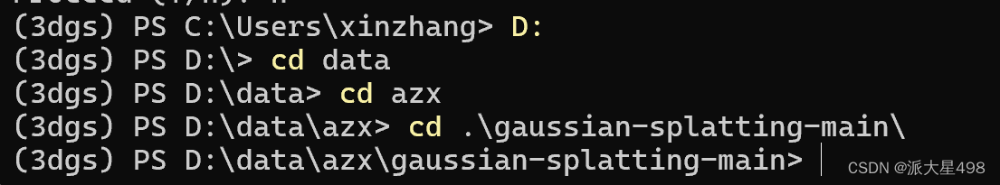 (3dgs) PS C:\Users\xinzhang> D:
(3dgs) PS D:\> cd data
(3dgs) PS D:\data> cd azx
(3dgs) PS D:\data\azx> cd .\gaussian-splatting-main\
(3dgs) PS D:\data\azx\gaussian-splatting-main>
CSDN @派大星498